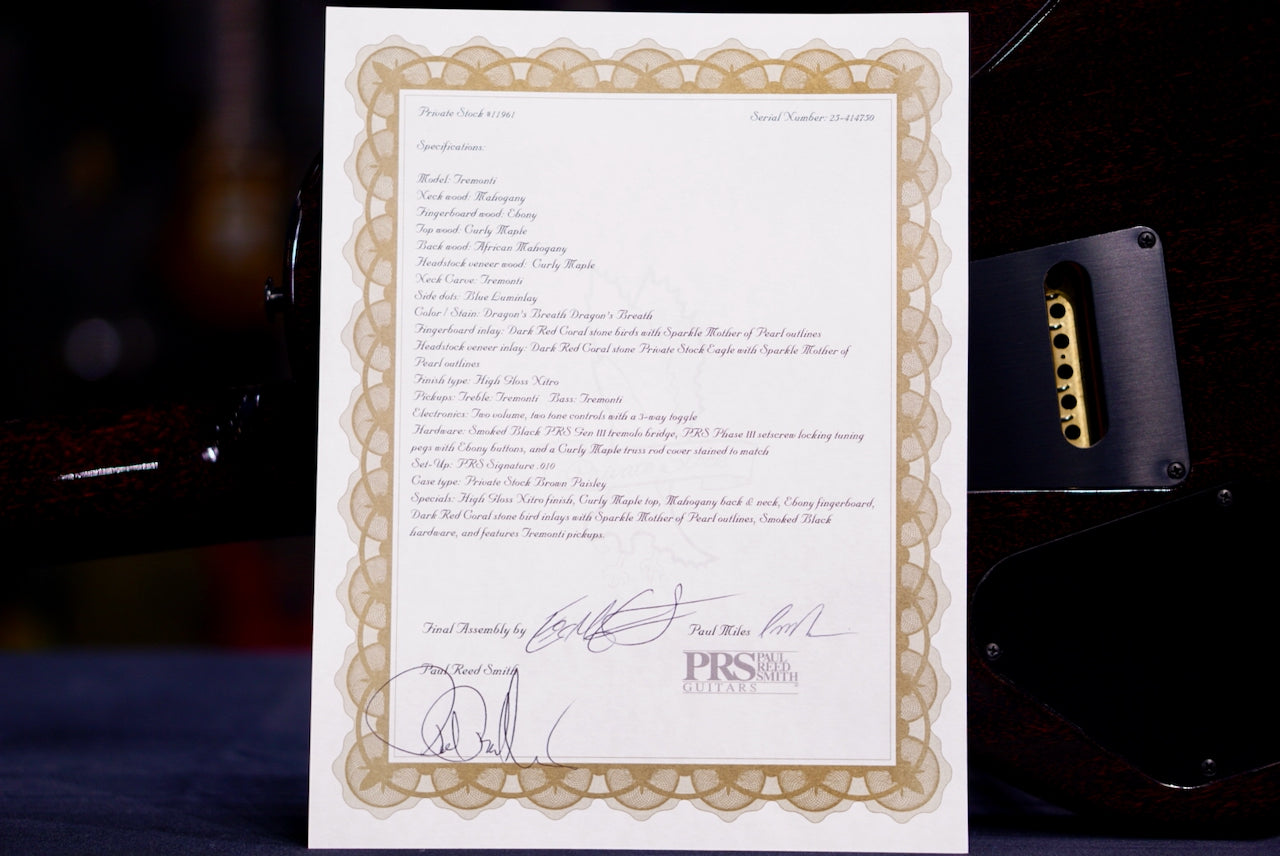 Private Stock #11961
Serial Number: 23-414750
Specifications:
Model: Tremonti
Neck wood: Mahogany
Fingerboard wood: Ebony
Top wood: Curly Maple
Back wood: African Mahogany
Headstock veneer wood: Curly Maple
Neck Carve: Tremonti
Side dots: Blue Luminlay
Color / Stain: Dragon's Breath Dragon's Breath
Fingerboard inlay: Dark Red Coral stone birds with Sparkle Mother of Pearl outlines
Headstock veneer inlay: Dark Red Coral stone Private Stock Eagle with Sparkle Mother of
Pearl outlines
Finish type: High Gloss Nitro
Pickups: Treble: Tremonti Bass: Tremonti
Electronics: Two volume, two tone controls with a 3-way toggle
Hardware: Smoked Black PRS Gen III tremolo bridge, PRS Phase III setscrew locking tuning
pegs with Ebony buttons, and a Curly Maple truss rod cover stained to match
Set-Up: PRS Signature .010
Case type: Private Stock Brown Paisley
Specials: High Gloss Nitro finish, Curly Maple top, Mahogany back & neck, Ebony fingerboard,
Dark Red Coral stone bird inlays with Sparkle Mother of Pearl outlines, Smoked Black
hardware, and features Tremonti pickups.
Final Assembly by
Paul Miles
Paul Reed Smith
PRS PAUL REED SMITH
GUITARS